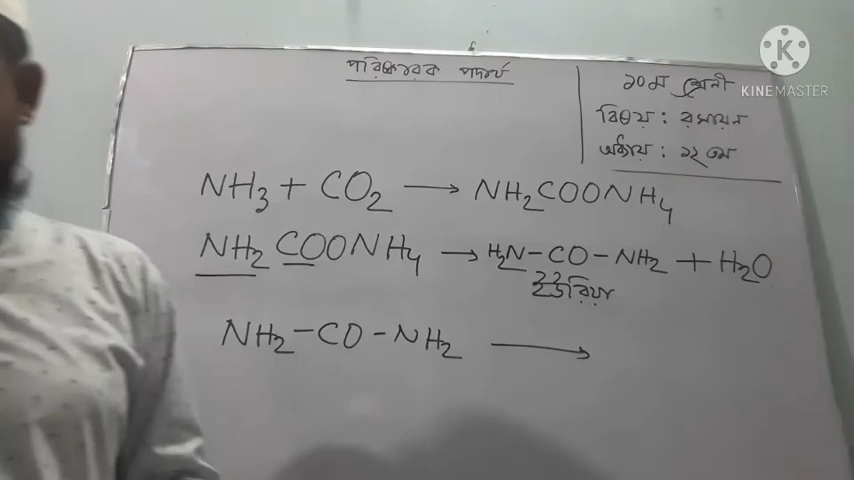 পরিষ্কারক পদার্থ
১০ম শ্রেনী
বিষয় : রসায়ন
অধ্যায় : ১২তম
NH₃ + CO₂ → NH₂COONH₄
NH₂COONH₄ → H₂N-CO-NH₂ + H₂O
ইউরিয়া
NH₂-CO-NH₂ →
K
KINEMASTER